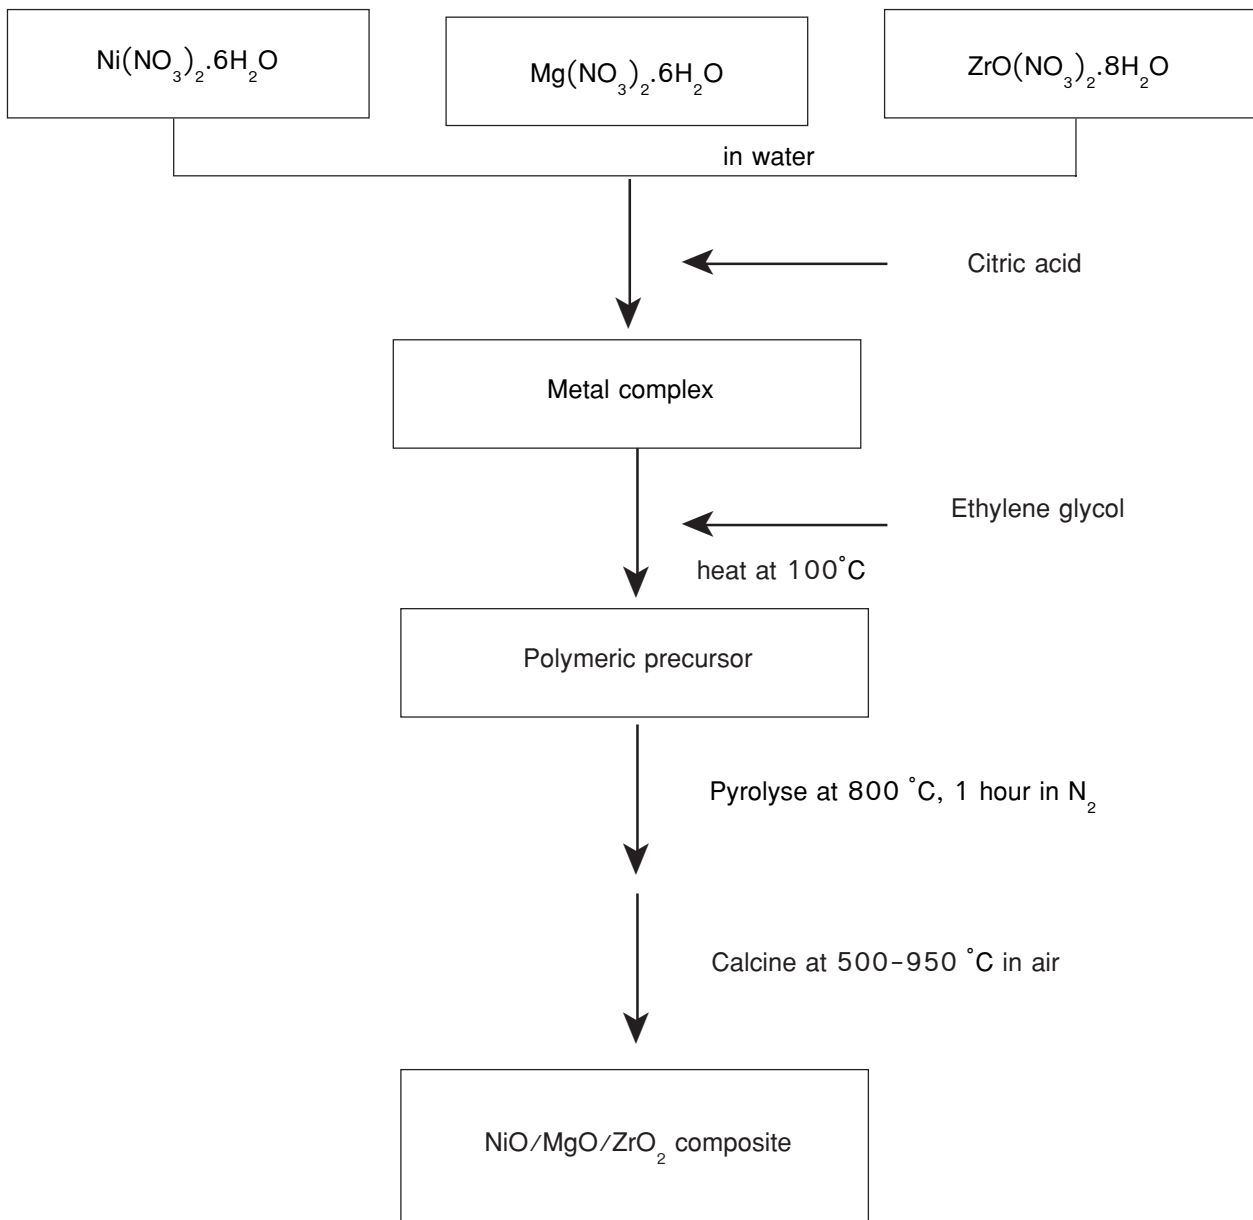 Ni(NO₃)₂.6H₂O
Mg(NO₃)₂.6H₂O
ZrO(NO₃)₂.8H₂O
in water
Citric acid
Metal complex
Ethylene glycol
heat at 100˚C
Polymeric precursor
Pyrolyse at 800 ˚C, 1 hour in N₂
Calcine at 500–950 ˚C in air
NiO/MgO/ZrO₂ composite